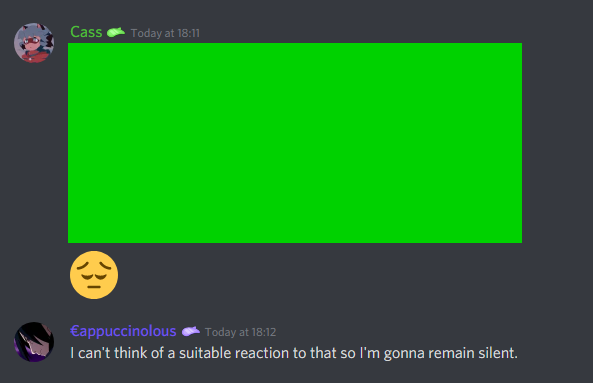 Cass Today at 18:11
€appuccinolous Today at 18:12
I can't think of a suitable reaction to that so I'm gonna remain silent.